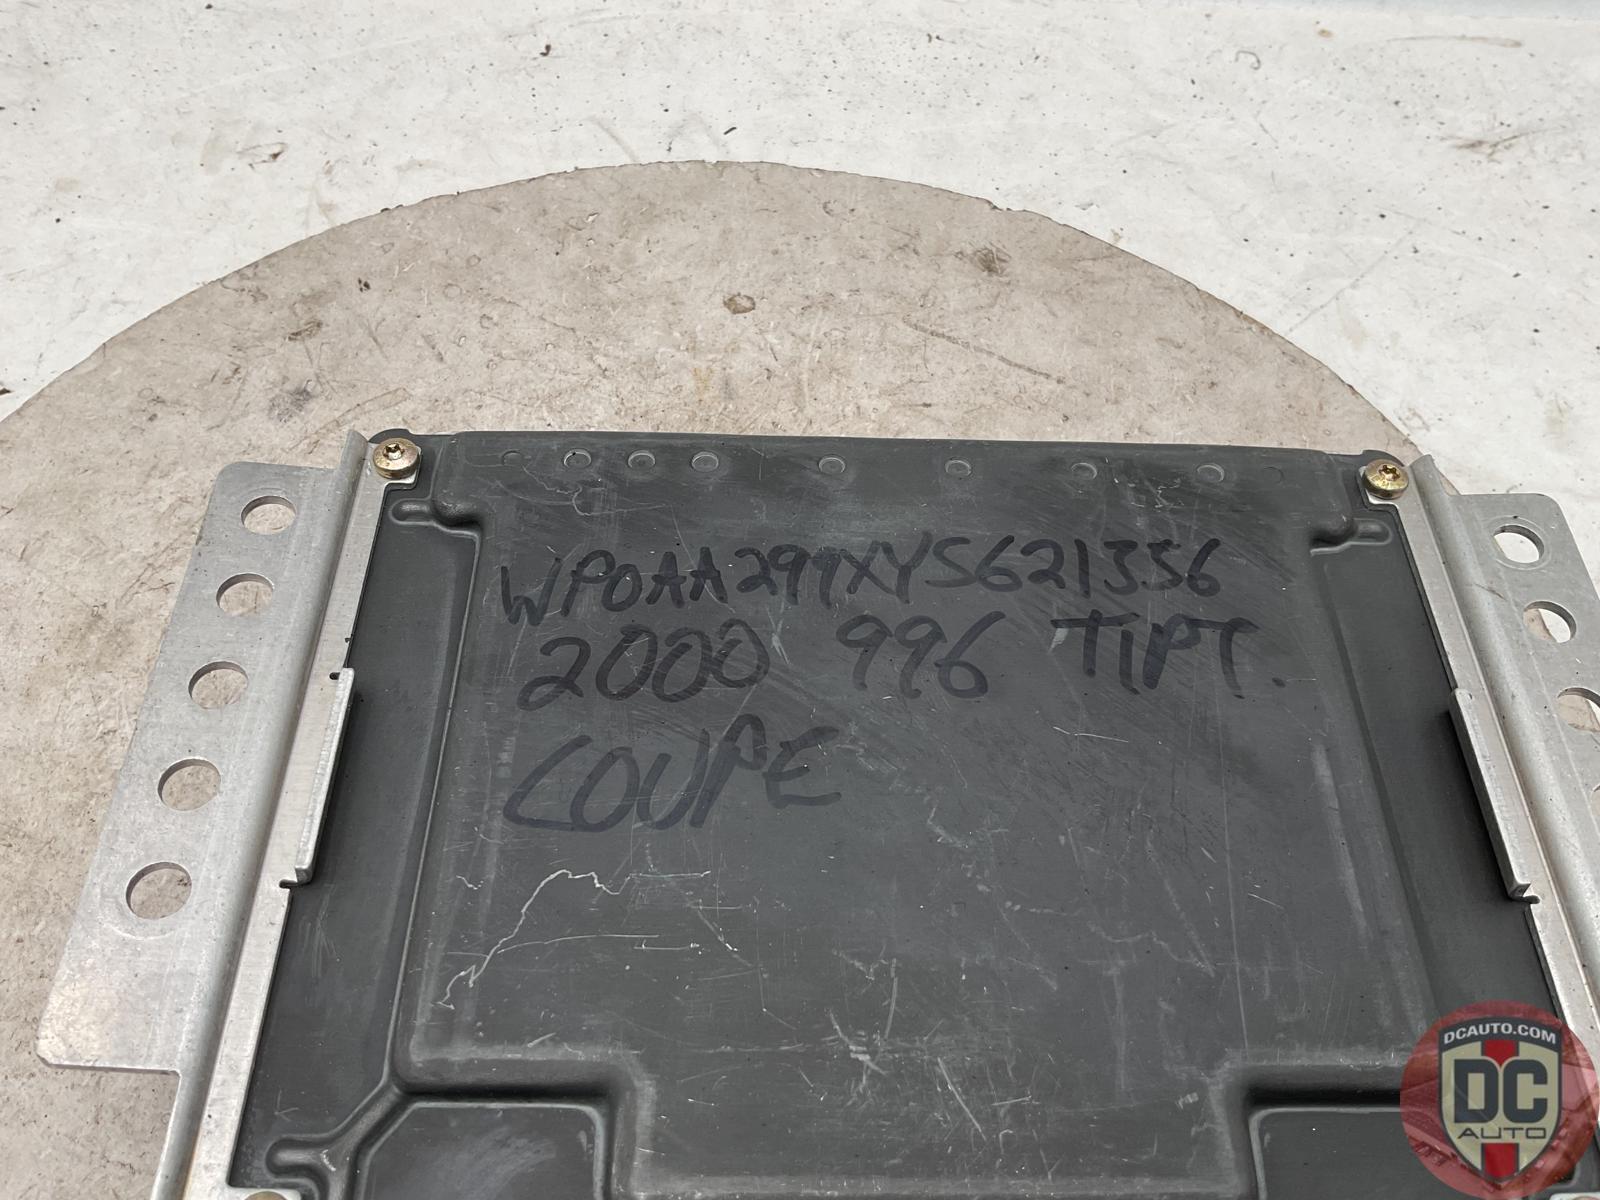 WP0AA299XYS621356
2000 996 TIPT.
COUPE
DCAUTO.COM
DC
AUTO